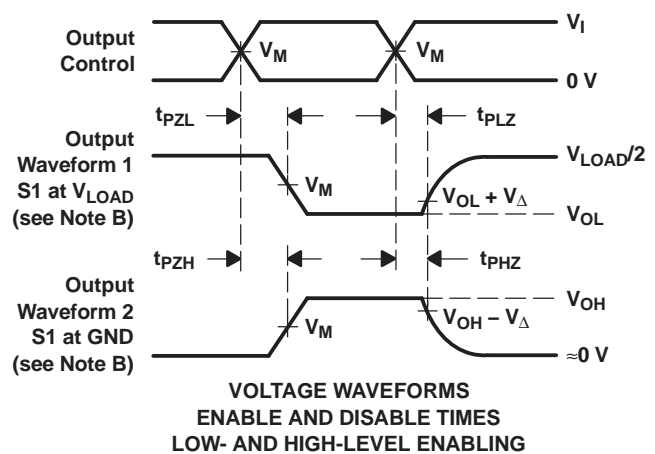 Output
Control
V_M
V_M
V_I
0 V
t_PZL
t_PLZ
Output
Waveform 1
S1 at V_LOAD
(see Note B)
V_M
V_LOAD/2
V_OL + V_Δ
V_OL
t_PZH
t_PHZ
Output
Waveform 2
S1 at GND
(see Note B)
V_M
V_OH
V_OH − V_Δ
≈0 V
VOLTAGE WAVEFORMS
ENABLE AND DISABLE TIMES
LOW- AND HIGH-LEVEL ENABLING